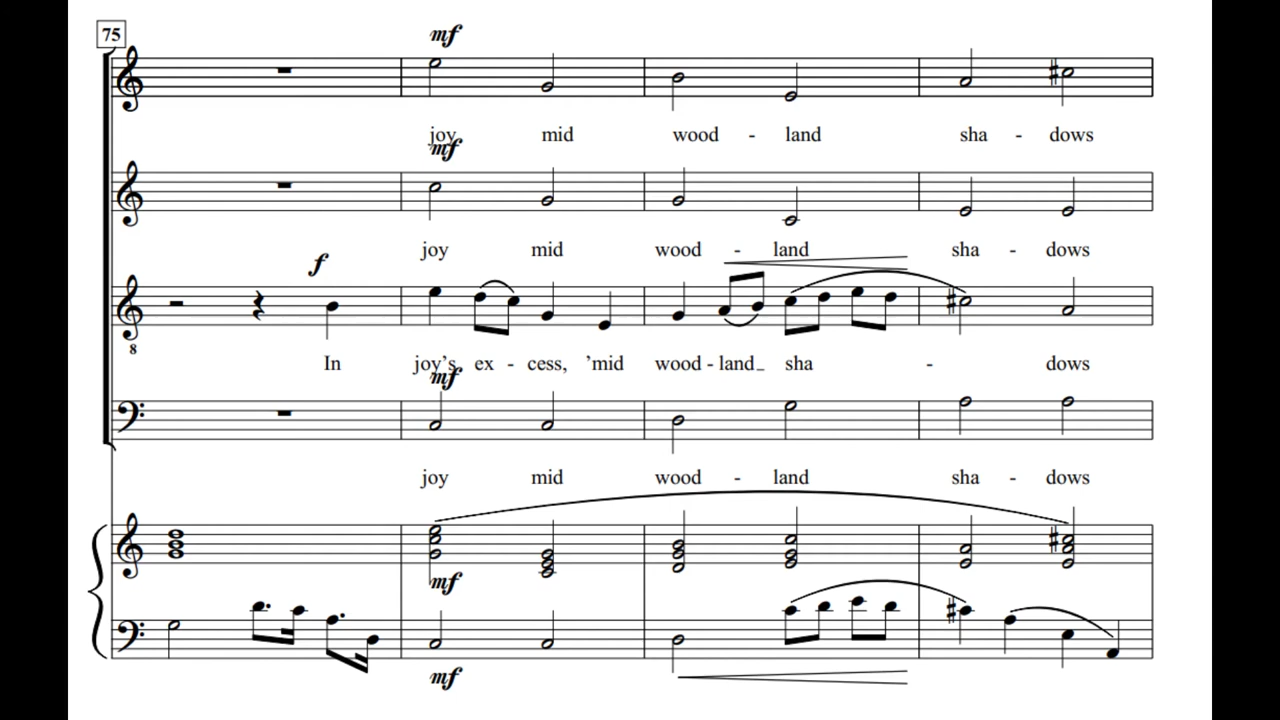 75
mf
joy mid wood - land sha - dows
mf
joy mid wood - land sha - dows
f
8
In joy's ex - cess, ’mid wood - land_ sha - dows
mf
joy mid wood - land sha - dows
mf
mf